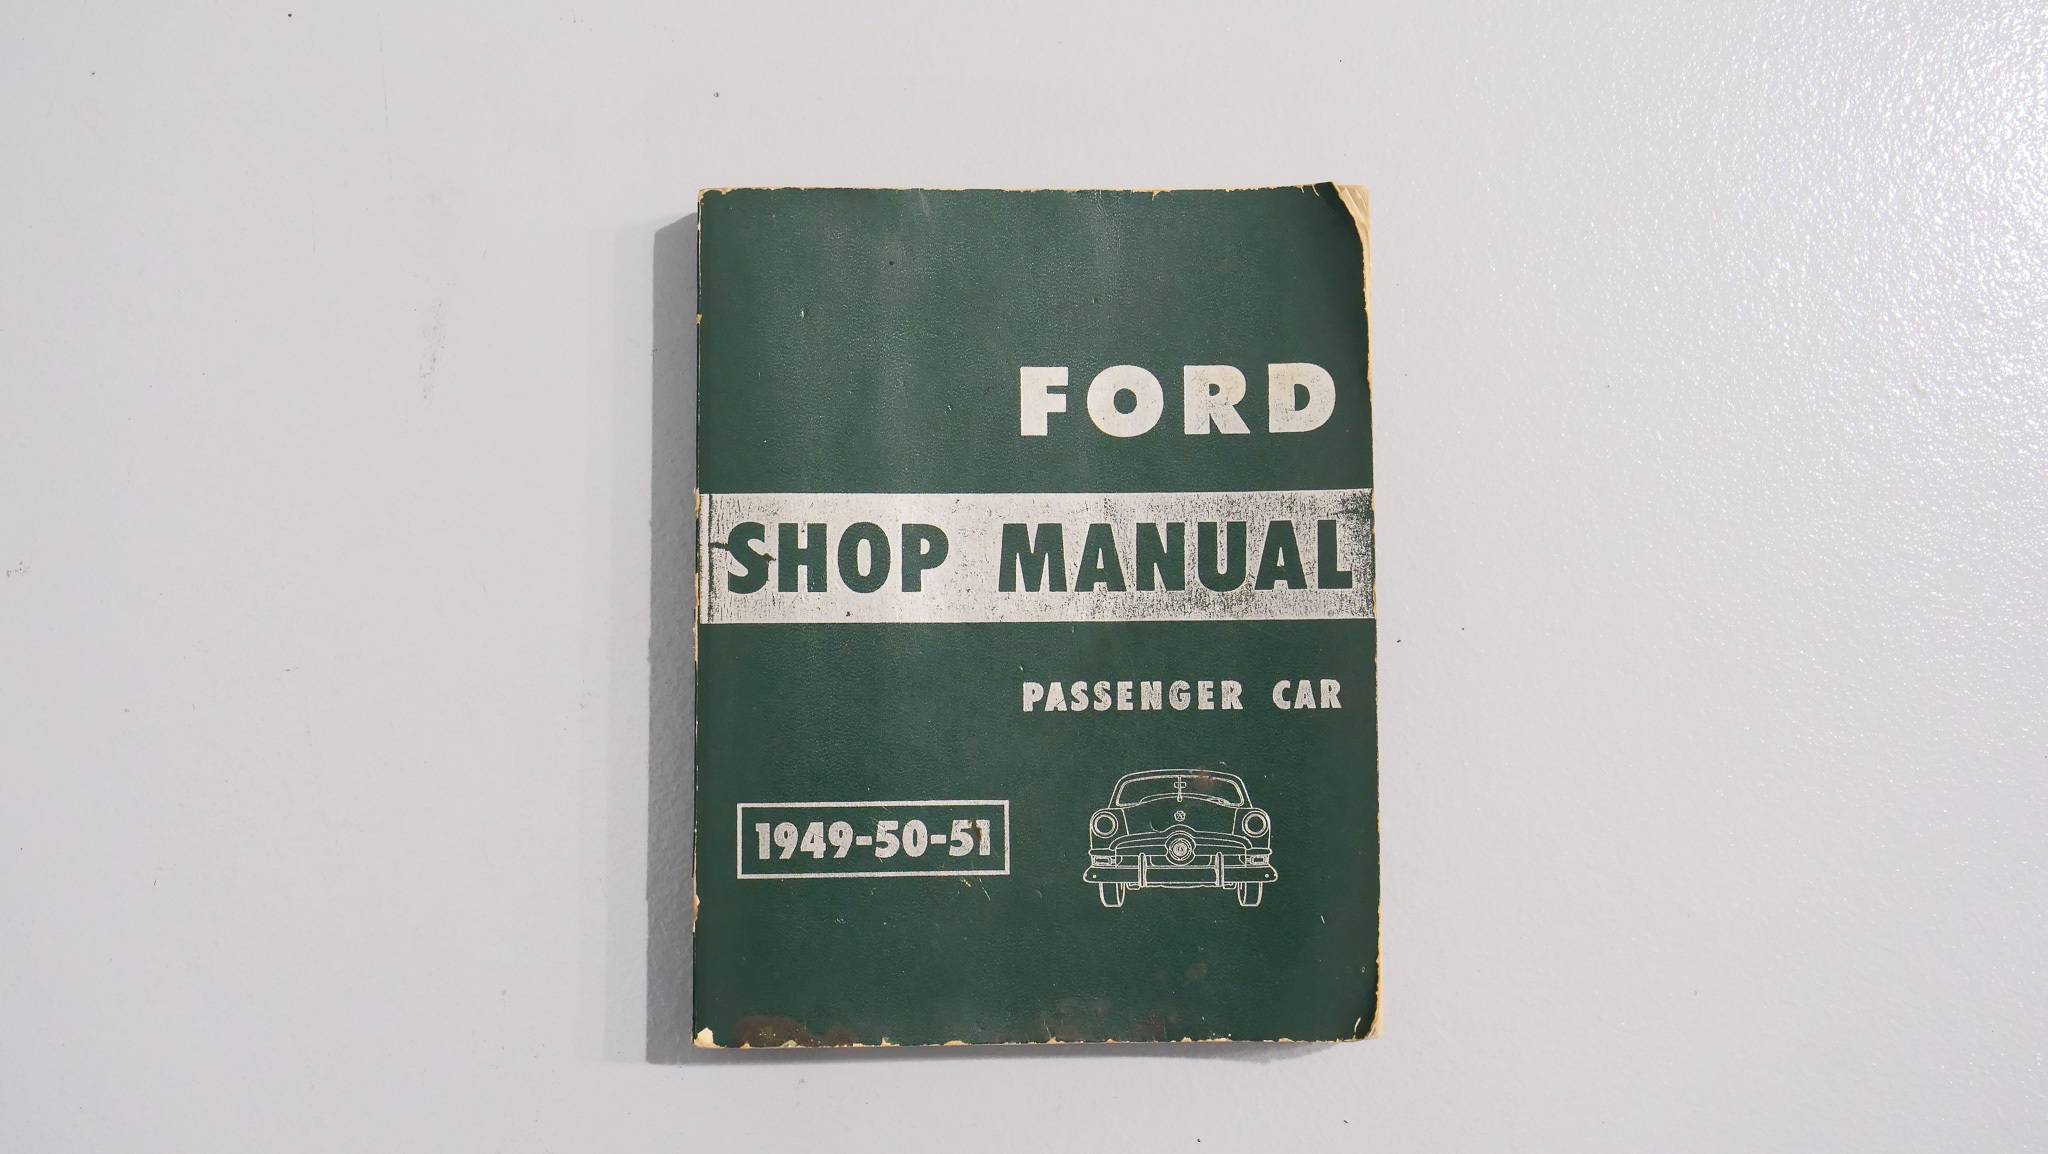 FORD
SHOP MANUAL
PASSENGER CAR
1949-50-51